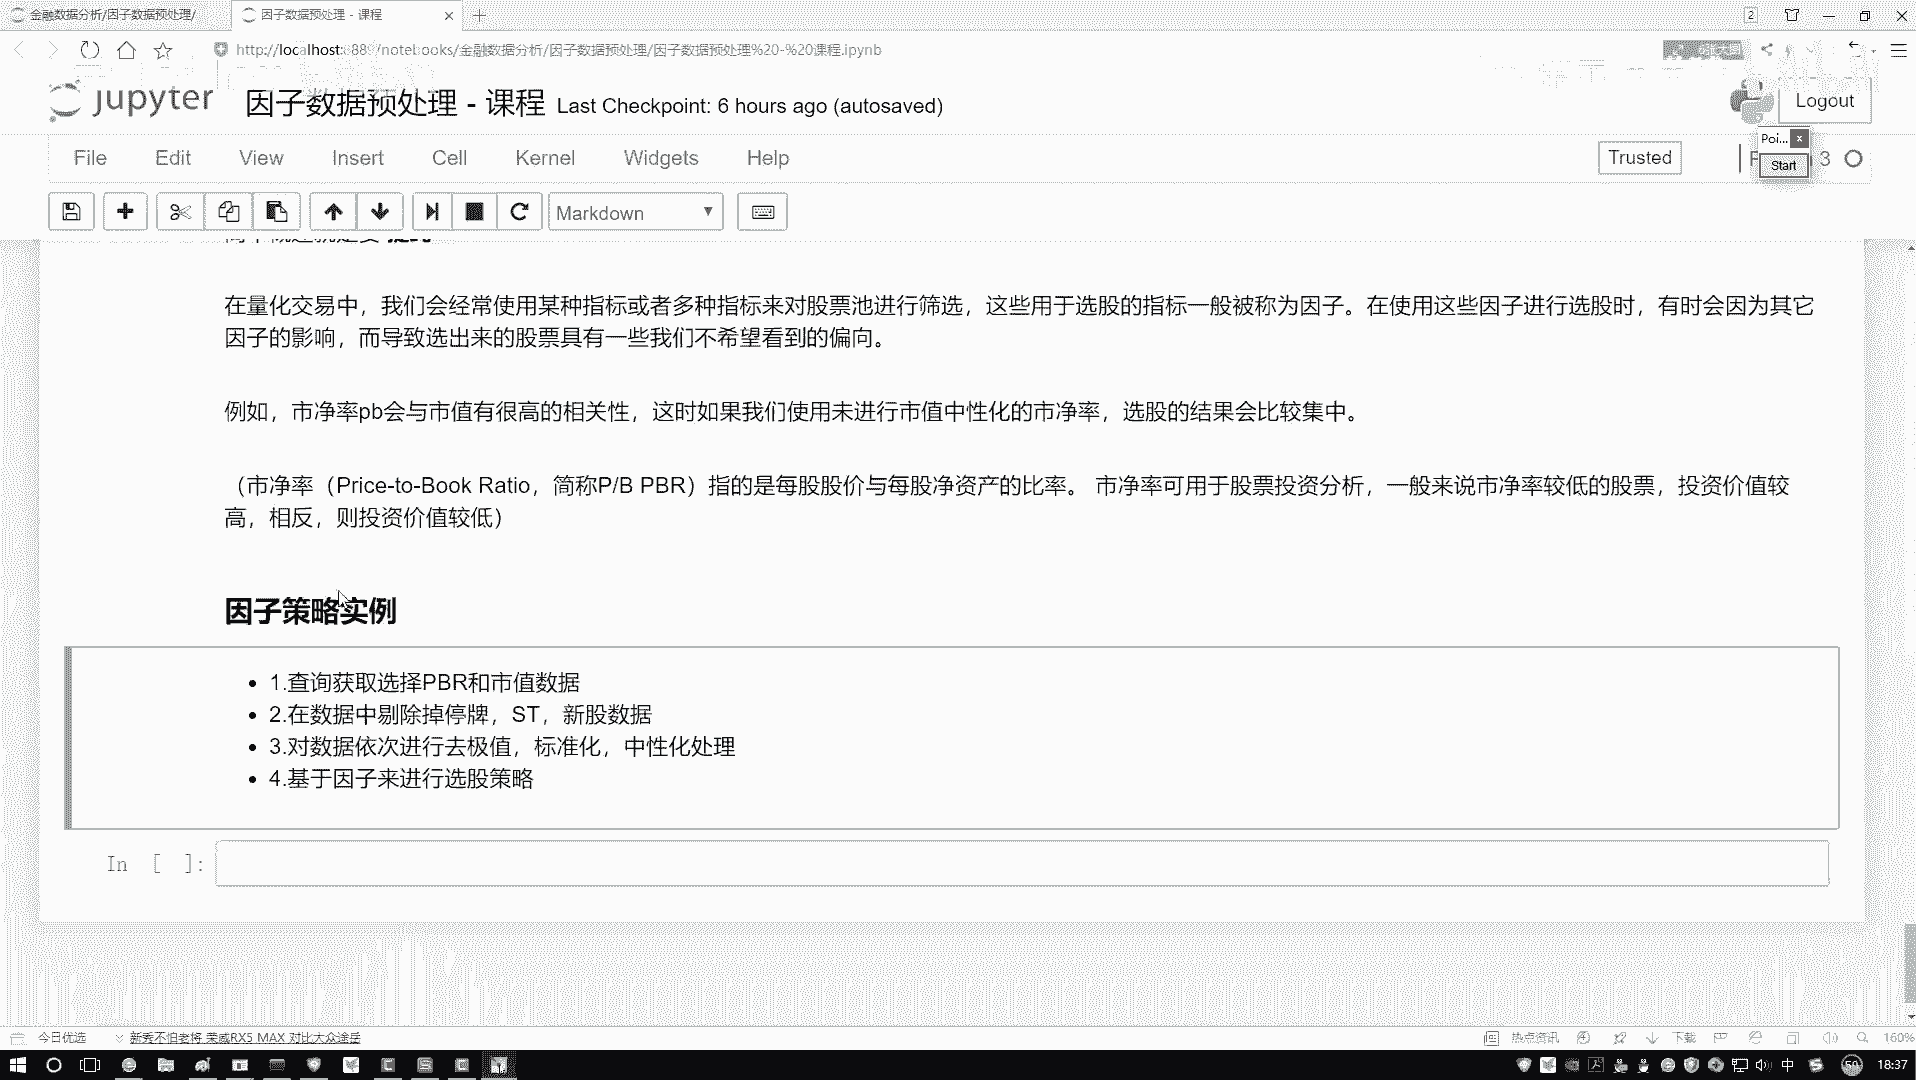 金融数据分析/因子数据预处理/
因子数据预处理 - 课程
2
http://localhost:888/notebooks/金融数据分析/因子数据预处理/因子数据预处理%20-%20课程.ipynb
jupyter
因子数据预处理 - 课程 Last Checkpoint: 6 hours ago (autosaved)
Logout
Poi...
File Edit View Insert Cell Kernel Widgets Help
Trusted
Start
3
Markdown
在量化交易中，我们会经常使用某种指标或者多种指标来对股票池进行筛选，这些用于选股的指标一般被称为因子。在使用这些因子进行选股时，有时会因为其它
因子的影响，而导致选出来的股票具有一些我们不希望看到的偏向。
例如，市净率pb会与市值有很高的相关性，这时如果我们使用未进行市值中性化的市净率，选股的结果会比较集中。
（市净率（Price-to-Book Ratio，简称P/B PBR）指的是每股股价与每股净资产的比率。 市净率可用于股票投资分析，一般来说市净率较低的股票，投资价值较
高，相反，则投资价值较低）
因子策略实例
1.查询获取选择PBR和市值数据
2.在数据中剔除掉停牌，ST，新股数据
3.对数据依次进行去极值，标准化，中性化处理
4.基于因子来进行选股策略
In [ ]:
今日优选
新秀不怕老将 荣威RX5 MAX 对比大众途岳
热点资讯
下载
160%
中
59
18:37